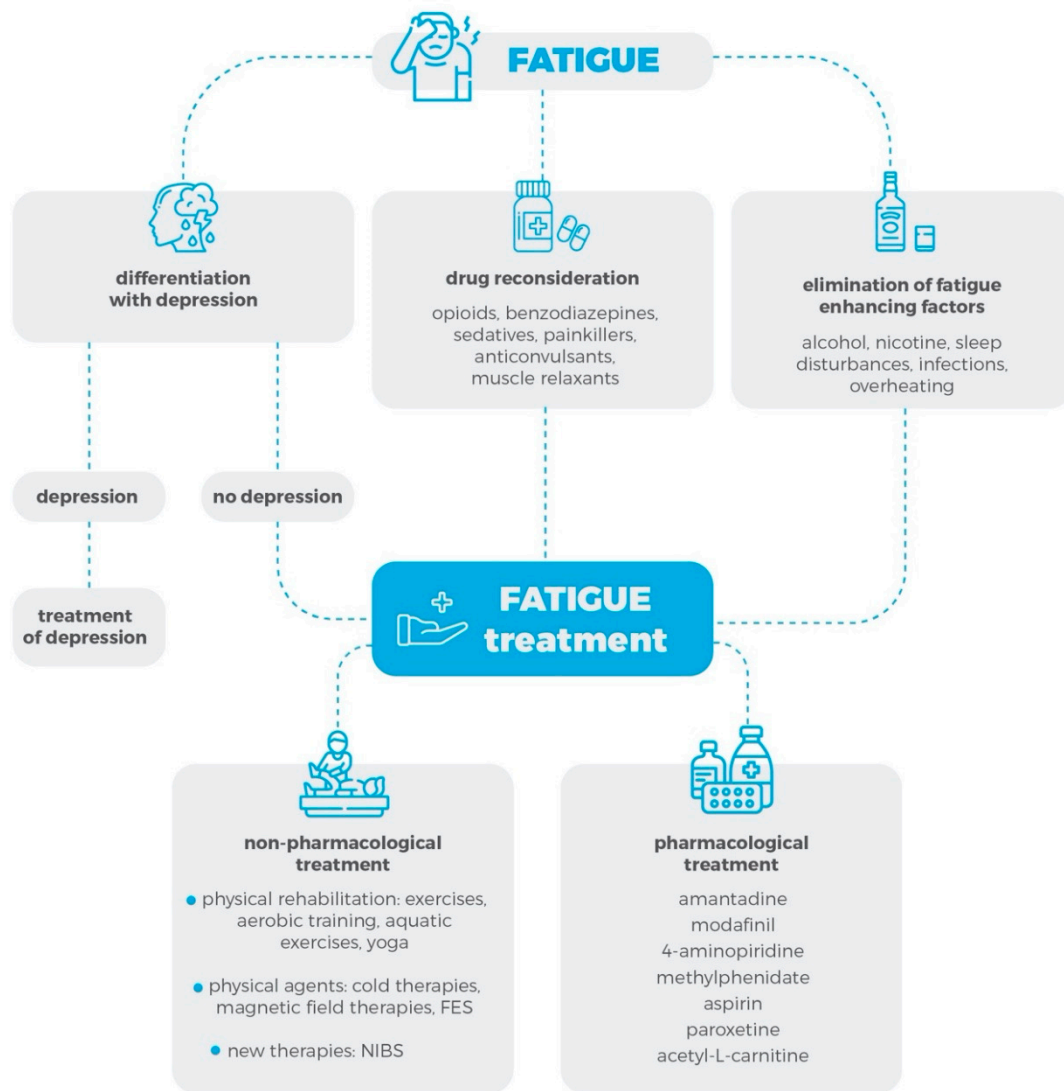 FATIGUE
differentiation
with depression
drug reconsideration
opioids, benzodiazepines,
sedatives, painkillers,
anticonvulsants,
muscle relaxants
elimination of fatigue
enhancing factors
alcohol, nicotine, sleep
disturbances, infections,
overheating
depression
no depression
treatment
of depression
FATIGUE
treatment
non-pharmacological
treatment
• physical rehabilitation: exercises,
aerobic training, aquatic
exercises, yoga
• physical agents: cold therapies,
magnetic field therapies, FES
• new therapies: NIBS
pharmacological
treatment
amantadine
modafinil
4-aminopiridine
methylphenidate
aspirin
paroxetine
acetyl-L-carnitine